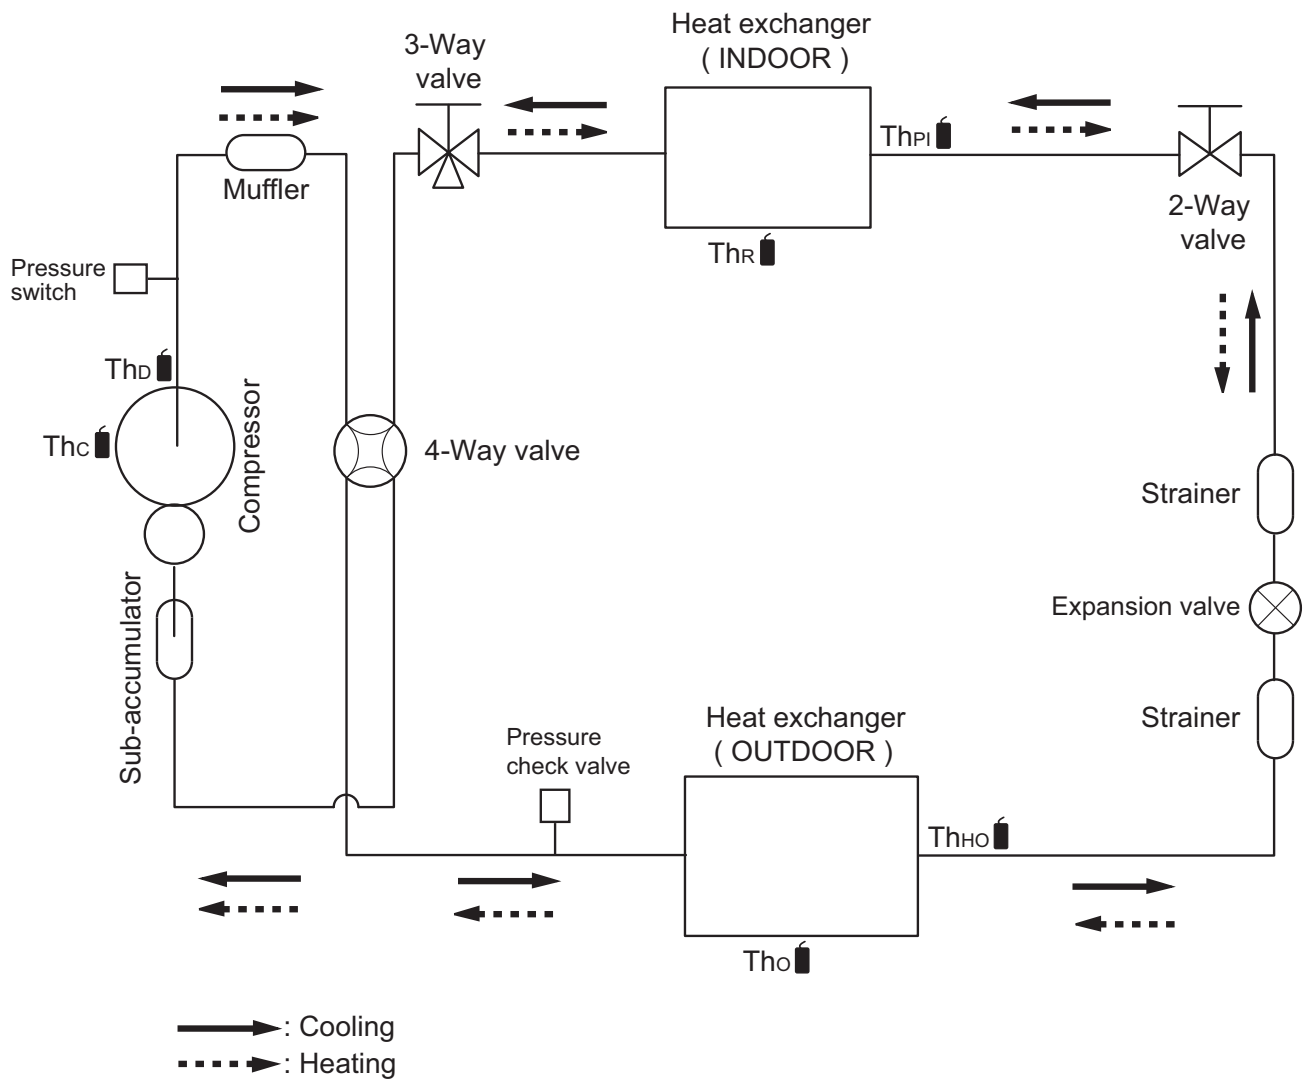 Heat exchanger
( INDOOR )
3-Way
valve
ThPI
Muffler
2-Way
valve
ThR
Pressure
switch
ThD
ThC
Compressor
4-Way valve
Strainer
Expansion valve
Sub-accumulator
Strainer
Heat exchanger
( OUTDOOR )
Pressure
check valve
ThHO
ThO
: Cooling
: Heating